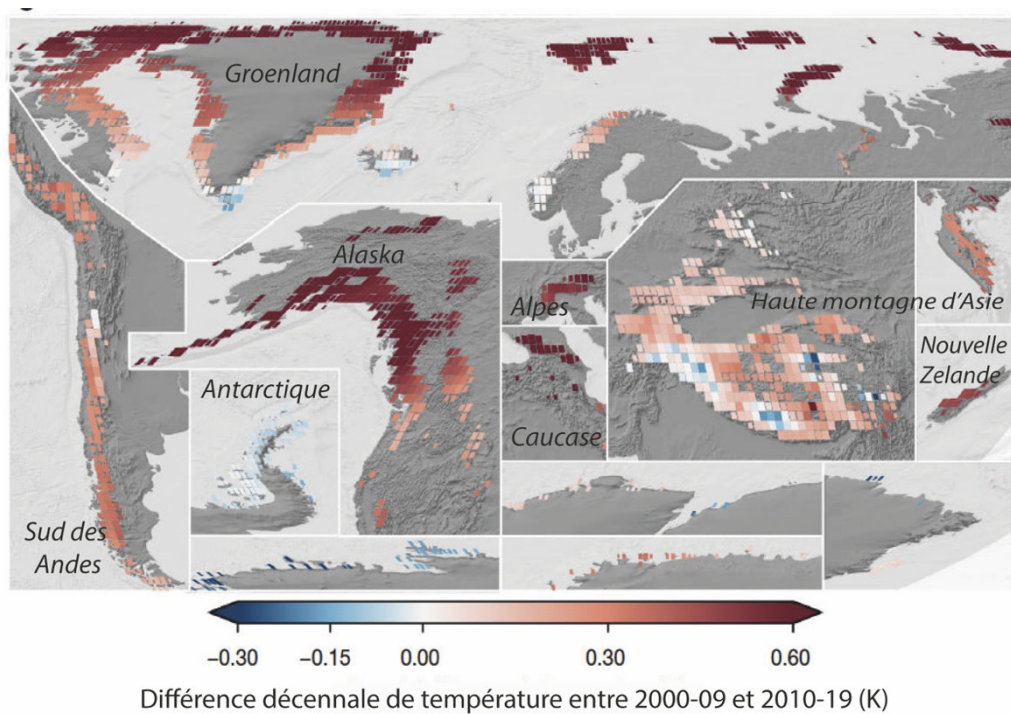 Groenland
Alaska
Alpes
Haute montagne d'Asie
Nouvelle
Zelande
Antarctique
Caucase
Sud des
Andes
−0.30 −0.15 0.00 0.30 0.60
Différence décennale de température entre 2000-09 et 2010-19 (K)